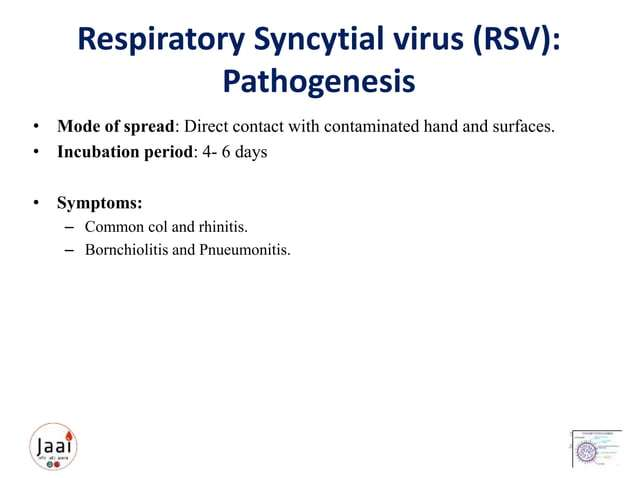 Respiratory Syncytial virus (RSV):
Pathogenesis
• Mode of spread: Direct contact with contaminated hand and surfaces.
• Incubation period: 4- 6 days
• Symptoms:
– Common col and rhinitis.
– Bornchiolitis and Pnueumonitis.
Jaai